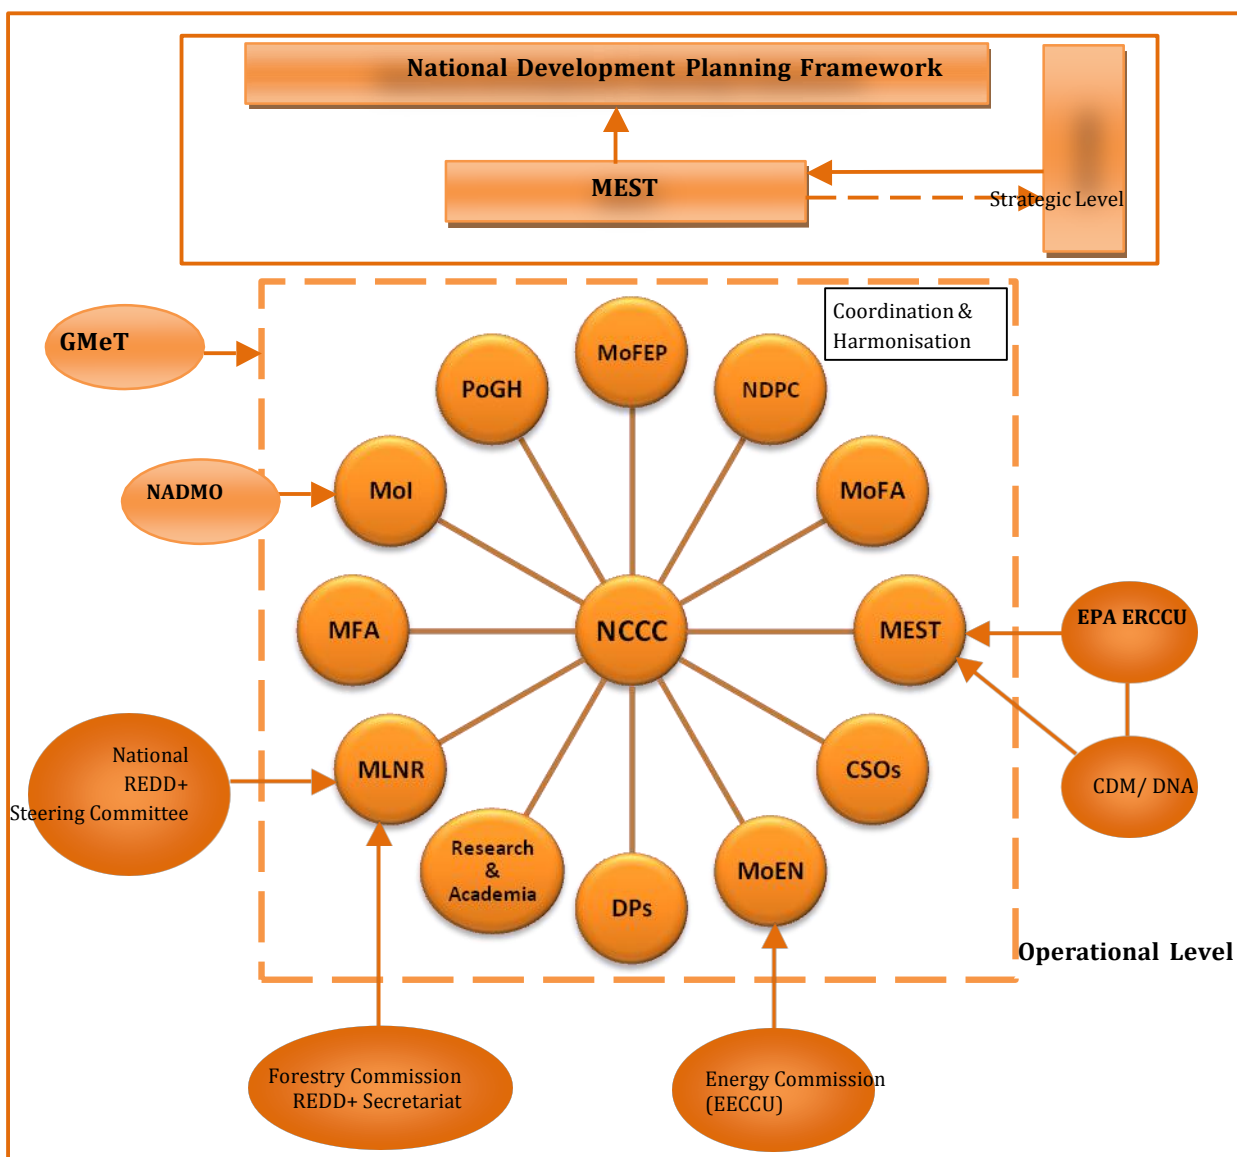 National Development Planning Framework
MEST
Strategic Level
Coordination &
Harmonisation
GMeT
MoFEP
PoGH
NDPC
NADMO
MoI
MoFA
MFA
NCCC
MEST
EPA ERCCU
National
REDD+
Steering Committee
MLNR
CSOs
CDM/ DNA
Research
&
Academia
DPs
MoEN
Operational Level
Forestry Commission
REDD+ Secretariat
Energy Commission
(EECCU)